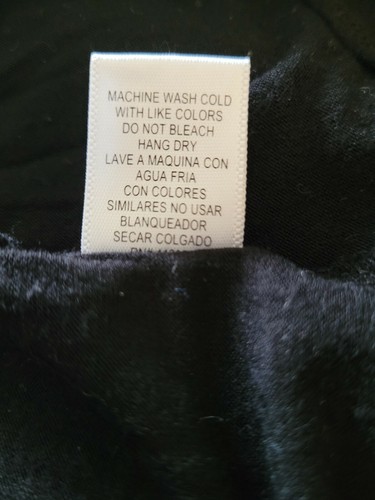 MACHINE WASH COLD
WITH LIKE COLORS
DO NOT BLEACH
HANG DRY
LAVE A MAQUINA CON
AGUA FRIA
CON COLORES
SIMILARES NO USAR
BLANQUEADOR
SECAR COLGADO